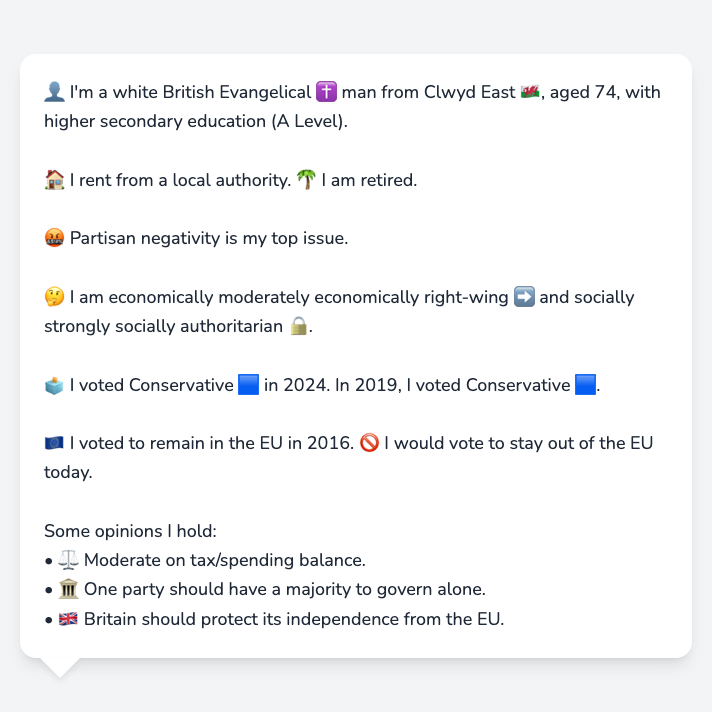 👤 I'm a white British Evangelical ✝️ man from Clwyd East 🏴󠁧󠁢󠁷󠁬󠁳󠁿, aged 74, with
higher secondary education (A Level).
🏠 I rent from a local authority. 🌴 I am retired.
🤬 Partisan negativity is my top issue.
🤔 I am economically moderately economically right-wing ➡️ and socially
strongly socially authoritarian 🔒.
🗳️ I voted Conservative 🟦 in 2024. In 2019, I voted Conservative 🟦.
🇪🇺 I voted to remain in the EU in 2016. 🚫 I would vote to stay out of the EU
today.
Some opinions I hold:
• ⚖️ Moderate on tax/spending balance.
• 🏛️ One party should have a majority to govern alone.
• 🇬🇧 Britain should protect its independence from the EU.